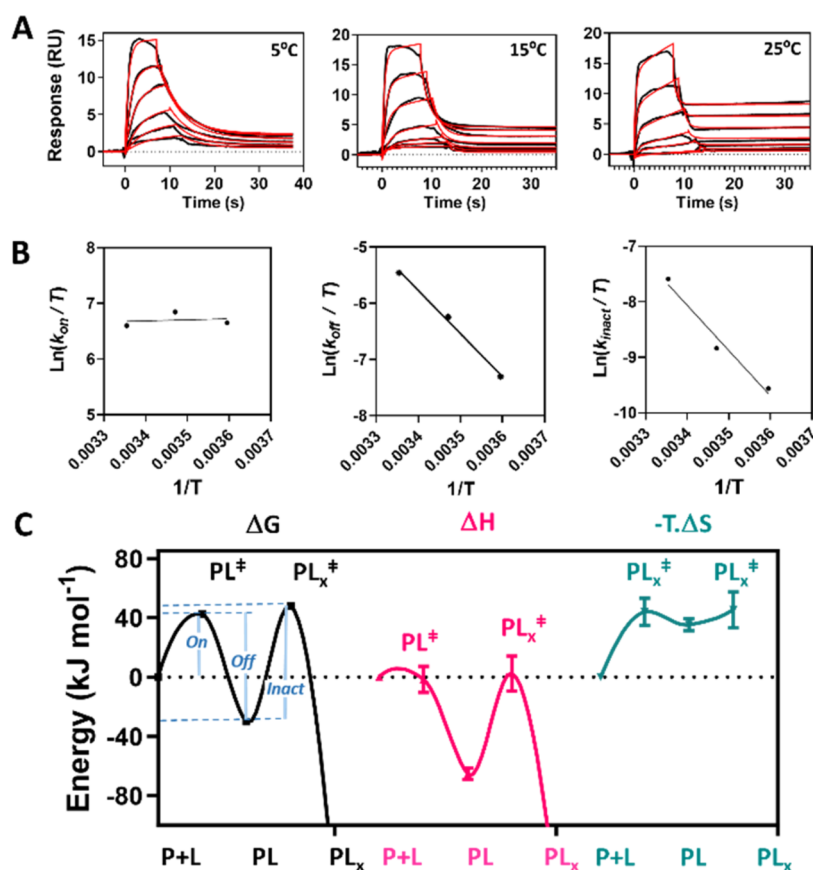 A
5°C
15°C
25°C
Response (RU)
15
10
5
0
20
15
10
5
0
20
15
10
5
0
0 10 20 30 40
0 10 20 30
0 10 20 30
Time (s)
Time (s)
Time (s)
B
Ln(kon / T)
8
7
6
5
0.0033
0.0034
0.0035
0.0036
0.0037
1/T
Ln(koff / T)
-5
-6
-7
-8
0.0033
0.0034
0.0035
0.0036
0.0037
1/T
Ln(kinact / T)
-7
-8
-9
-10
0.0033
0.0034
0.0035
0.0036
0.0037
1/T
C
ΔG
ΔH
-T.ΔS
Energy (kJ mol⁻¹)
80
40
0
-40
-80
PL‡
PLx‡
On
Off
Inact
PL‡
PLx‡
PLx‡
PLx‡
P+L PL PLx P+L PL PLx P+L PL PLx